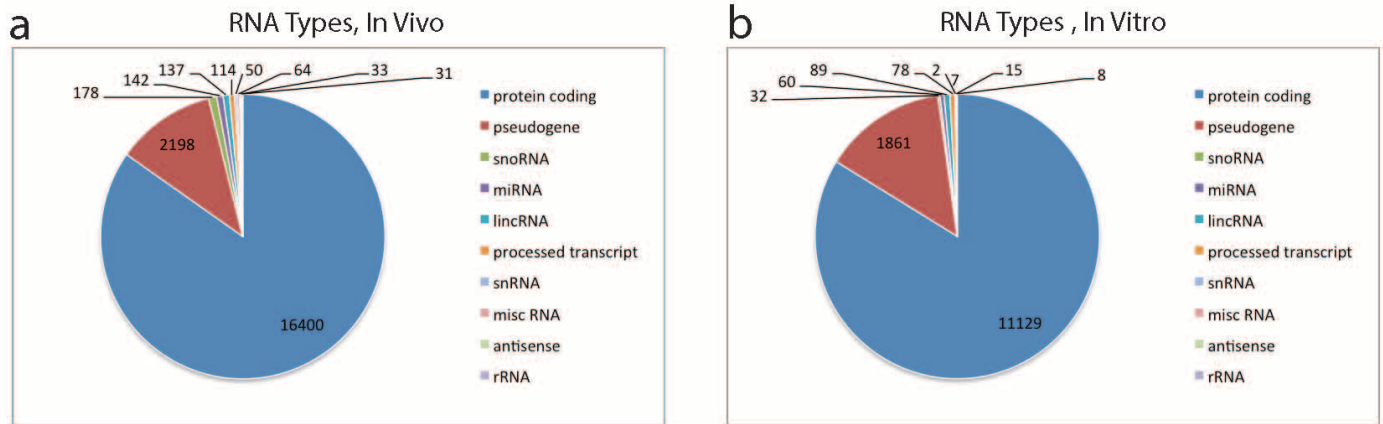 a
RNA Types, In Vivo
178
142
137
114
50
64
33
31
2198
16400
protein coding
pseudogene
snoRNA
miRNA
lincRNA
processed transcript
snRNA
misc RNA
antisense
rRNA
b
RNA Types , In Vitro
32
60
89
78
2
7
15
8
1861
11129
protein coding
pseudogene
snoRNA
miRNA
lincRNA
processed transcript
snRNA
misc RNA
antisense
rRNA